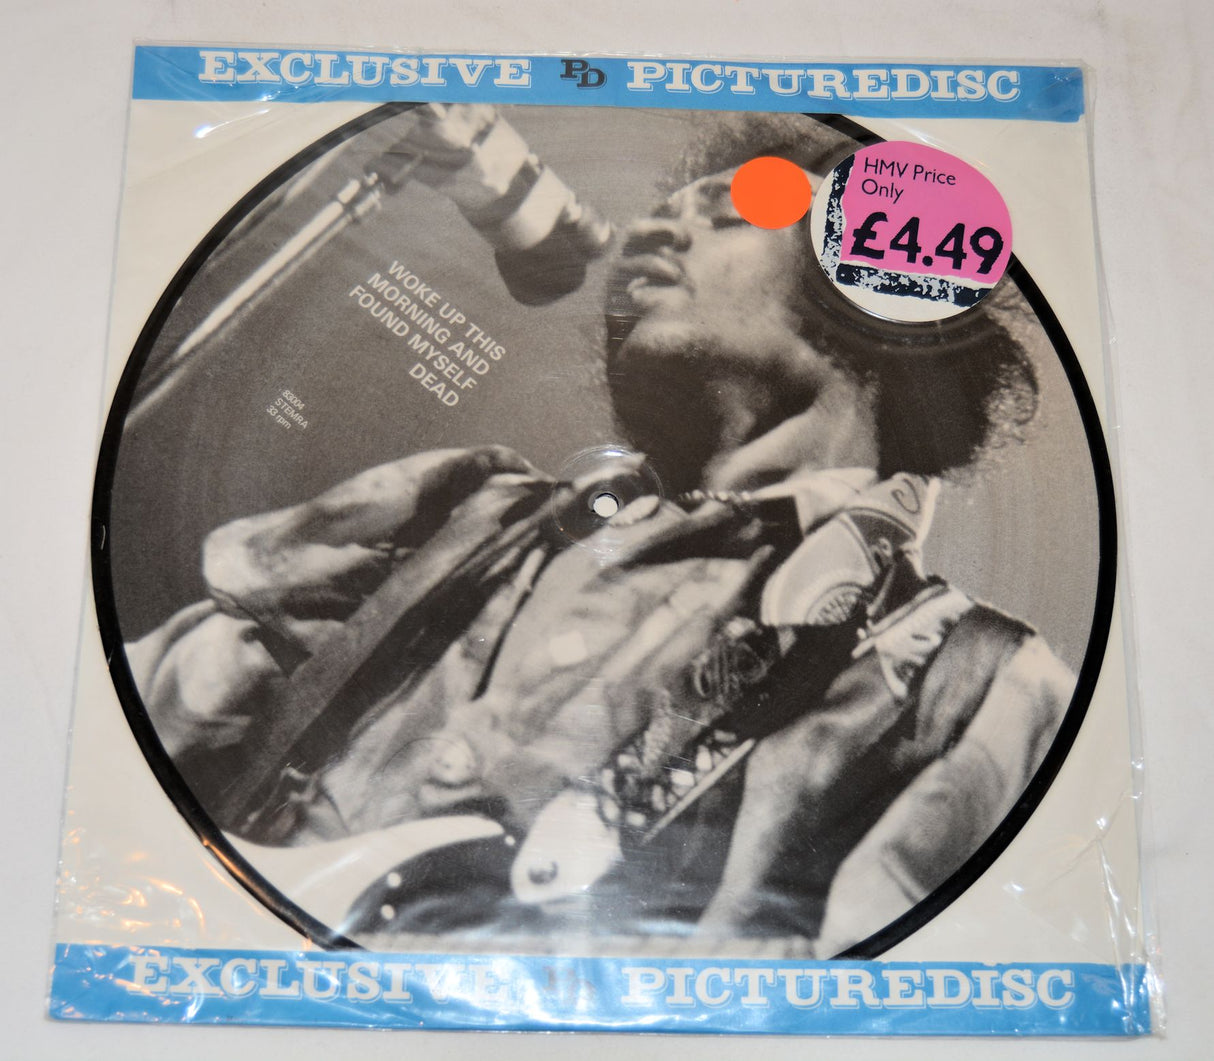 EXCLUSIVE PD PICTUREDISC
HMV Price
Only
£4.49
WOKE UP THIS
MORNING AND
FOUND MYSELF
DEAD
83004
STEMRA
33 rpm
EXCLUSIVE PICTUREDISC